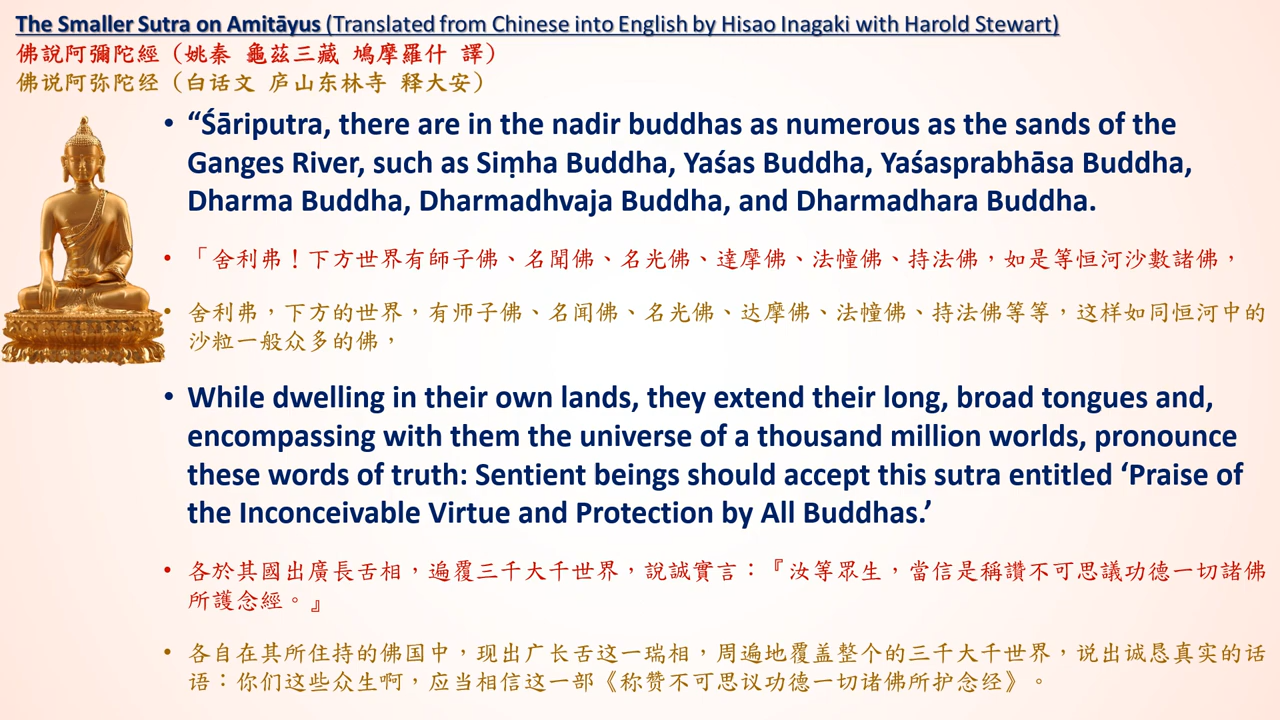 The Smaller Sutra on Amitāyus (Translated from Chinese into English by Hisao Inagaki with Harold Stewart)
佛說阿彌陀經（姚秦 龜茲三藏 鳩摩羅什 譯）
佛说阿弥陀经（白话文 庐山东林寺 释大安）
• “Śāriputra, there are in the nadir buddhas as numerous as the sands of the
Ganges River, such as Siṃha Buddha, Yaśas Buddha, Yaśasprabhāsa Buddha,
Dharma Buddha, Dharmadhvaja Buddha, and Dharmadhara Buddha.
• 「舍利弗！下方世界有師子佛、名聞佛、名光佛、達摩佛、法幢佛、持法佛，如是等恒河沙數諸佛，
• 舍利弗，下方的世界，有师子佛、名闻佛、名光佛、达摩佛、法幢佛、持法佛等等，这样如同恒河中的
沙粒一般众多的佛，
• While dwelling in their own lands, they extend their long, broad tongues and,
encompassing with them the universe of a thousand million worlds, pronounce
these words of truth: Sentient beings should accept this sutra entitled ‘Praise of
the Inconceivable Virtue and Protection by All Buddhas.’
• 各於其國出廣長舌相，遍覆三千大千世界，說誠實言：『汝等眾生，當信是稱讚不可思議功德一切諸佛
所護念經。』
• 各自在其所住持的佛国中，现出广长舌这一瑞相，周遍地覆盖整个的三千大千世界，说出诚恳真实的话
语：你们这些众生啊，应当相信这一部《称赞不可思议功德一切诸佛所护念经》。